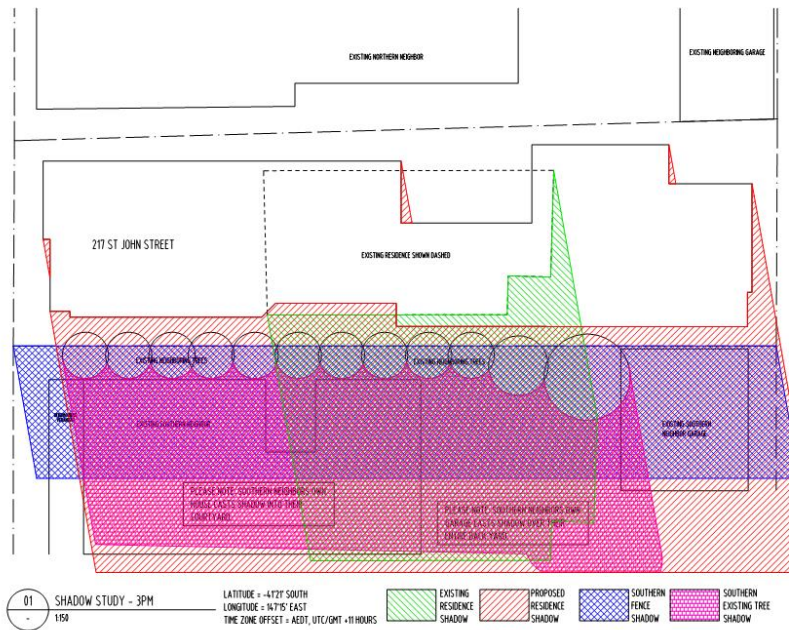 EXISTING NORTHERN NEIGHBOR
EXISTING NEIGHBORING GARAGE
217 ST JOHN STREET
EXISTING RESIDENCE SHOWN DASHED
EXISTING NEIGHBORING TREES
EXISTING NEIGHBORING TREES
EXISTING SOUTHERN NEIGHBOR
EXISTING SOUTHERN
NEIGHBOR GARAGE
PLEASE NOTE: SOUTHERN NEIGHBORS OWN
HOUSE CASTS SHADOW INTO THEIR
COURTYARD.
PLEASE NOTE: SOUTHERN NEIGHBORS OWN
GARAGE CASTS SHADOW OVER THEIR
ENTIRE BACK YARD.
01
-
SHADOW STUDY - 3PM
1:150
LATITUDE = -41°21' SOUTH
LONGITUDE = 147°15' EAST
TIME ZONE OFFSET = AEDT, UTC/GMT +11 HOURS
EXISTING
RESIDENCE
SHADOW
PROPOSED
RESIDENCE
SHADOW
SOUTHERN
FENCE
SHADOW
SOUTHERN
EXISTING TREE
SHADOW